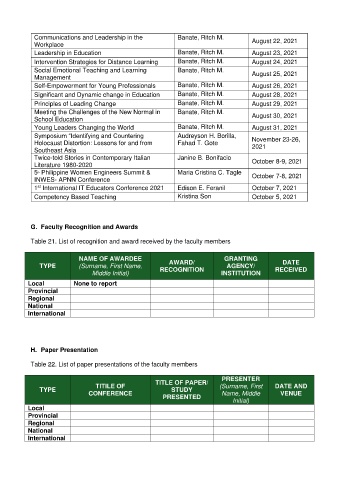 Communications and Leadership in the
Workplace
Banate, Ritch M.
August 22, 2021
Leadership in Education
Banate, Ritch M.
August 23, 2021
Intervention Strategies for Distance Learning
Banate, Ritch M.
August 24, 2021
Social Emotional Teaching and Learning
Management
Banate, Ritch M.
August 25, 2021
Self-Empowerment for Young Professionals
Banate, Ritch M.
August 26, 2021
Significant and Dynamic change in Education
Banate, Ritch M.
August 28, 2021
Principles of Leading Change
Banate, Ritch M.
August 29, 2021
Meeting the Challenges of the New Normal in
School Education
Banate, Ritch M.
August 30, 2021
Young Leaders Changing the World
Banate, Ritch M.
August 31, 2021
Symposium "Identifying and Countering
Holocaust Distortion: Lessons for and from
Southeast Asia
Audreyson H. Borilla,
Fahad T. Gote
November 23-26,
2021
Twice-told Stories in Contemporary Italian
Literature 1980-2020
Janine B. Bonifacio
October 8-9, 2021
5th Philippine Women Engineers Summit &
INWES- APNN Conference
Maria Cristina C. Tagle
October 7-8, 2021
1st International IT Educators Conference 2021
Edison E. Feranil
October 7, 2021
Competency Based Teaching
Kristina Son
October 5, 2021
G. Faculty Recognition and Awards
Table 21. List of recognition and award received by the faculty members
TYPE
NAME OF AWARDEE
(Surname, First Name,
Middle Initial)
AWARD/
RECOGNITION
GRANTING
AGENCY/
INSTITUTION
DATE
RECEIVED
Local
None to report
Provincial
Regional
National
International
H. Paper Presentation
Table 22. List of paper presentations of the faculty members
TYPE
TITILE OF
CONFERENCE
TITLE OF PAPER/
STUDY
PRESENTED
PRESENTER
(Surname, First
Name, Middle
Initial)
DATE AND
VENUE
Local
Provincial
Regional
National
International